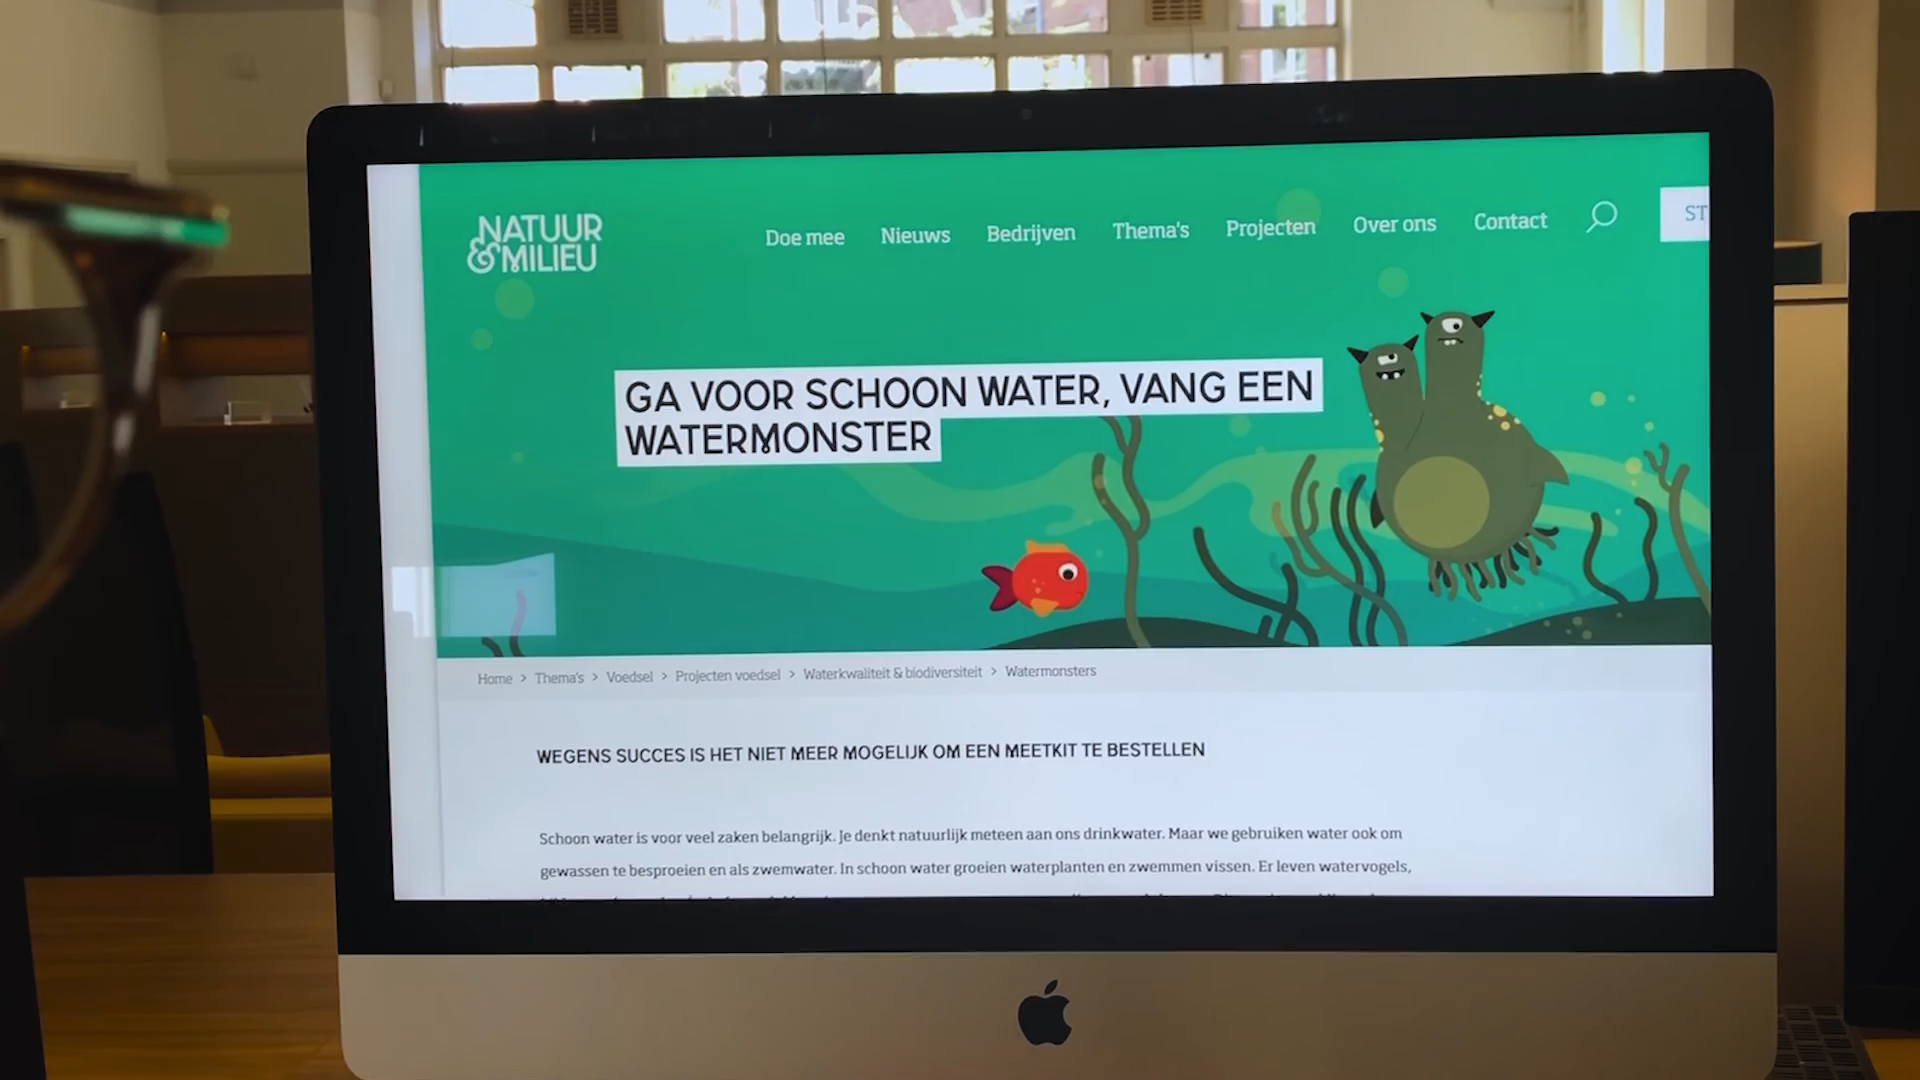 NATUUR
&MILIEU
Doe mee Nieuws Bedrijven Thema's Projecten Over ons Contact ST
GA VOOR SCHOON WATER, VANG EEN
WATERMONSTER
Home > Thema's > Voedsel > Projecten voedsel > Waterkwaliteit & biodiversiteit > Watermonsters
WEGENS SUCCES IS HET NIET MEER MOGELIJK OM EEN MEETKIT TE BESTELLEN
Schoon water is voor veel zaken belangrijk. Je denkt natuurlijk meteen aan ons drinkwater. Maar we gebruiken water ook om
gewassen te besproeien en als zwemwater. In schoon water groeien waterplanten en zwemmen vissen. Er leven watervogels,